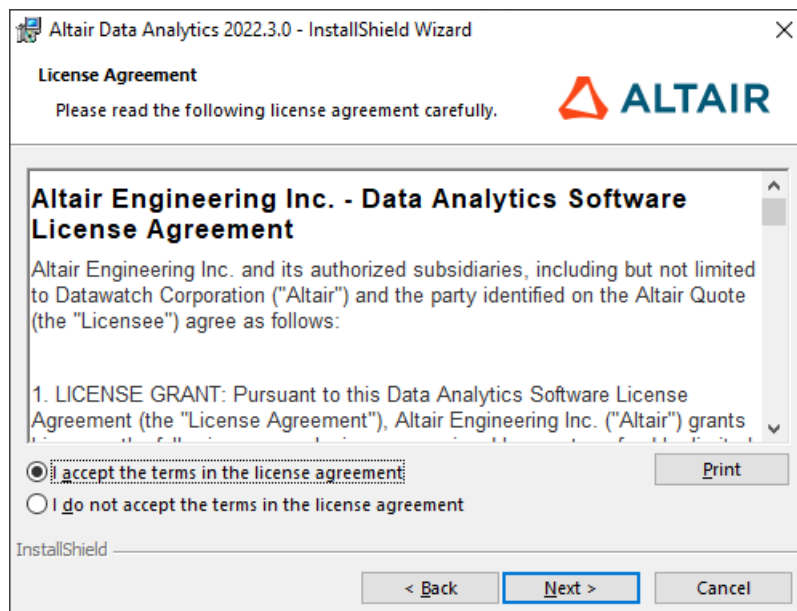 Altair Data Analytics 2022.3.0 - InstallShield Wizard
License Agreement
Please read the following license agreement carefully.
ALTAIR
Altair Engineering Inc. - Data Analytics Software
License Agreement
Altair Engineering Inc. and its authorized subsidiaries, including but not limited
to Datawatch Corporation ("Altair") and the party identified on the Altair Quote
(the "Licensee") agree as follows:
1. LICENSE GRANT: Pursuant to this Data Analytics Software License
Agreement (the "License Agreement"), Altair Engineering Inc. ("Altair") grants
I accept the terms in the license agreement
Print
I do not accept the terms in the license agreement
InstallShield
< Back
Next >
Cancel